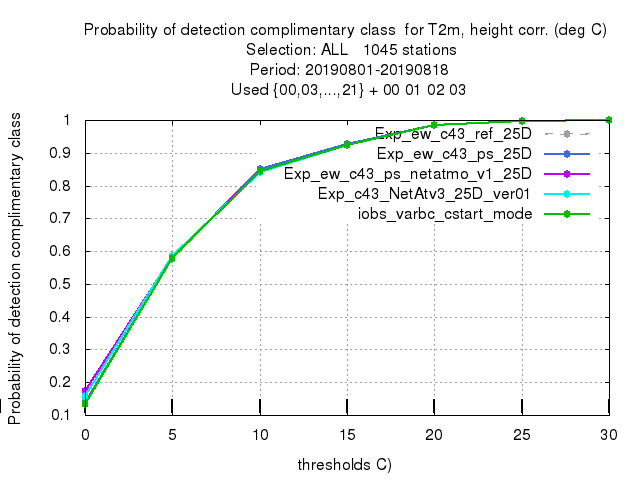 Probability of detection complimentary class for T2m, height corr. (deg C)
Selection: ALL 1045 stations
Period: 20190801-20190818
Used {00,03,...,21} + 00 01 02 03
Probability of detection complimentary class
1
0.9
0.8
0.7
0.6
0.5
0.4
0.3
0.2
0.1
Exp_ew_c43_ref_25D
Exp_ew_c43_ps_25D
Exp_ew_c43_ps_netatmo_v1_25D
Exp_c43_NetAtv3_25D_ver01
iobs_varbc_cstart_mode
0 5 10 15 20 25 30
thresholds C)